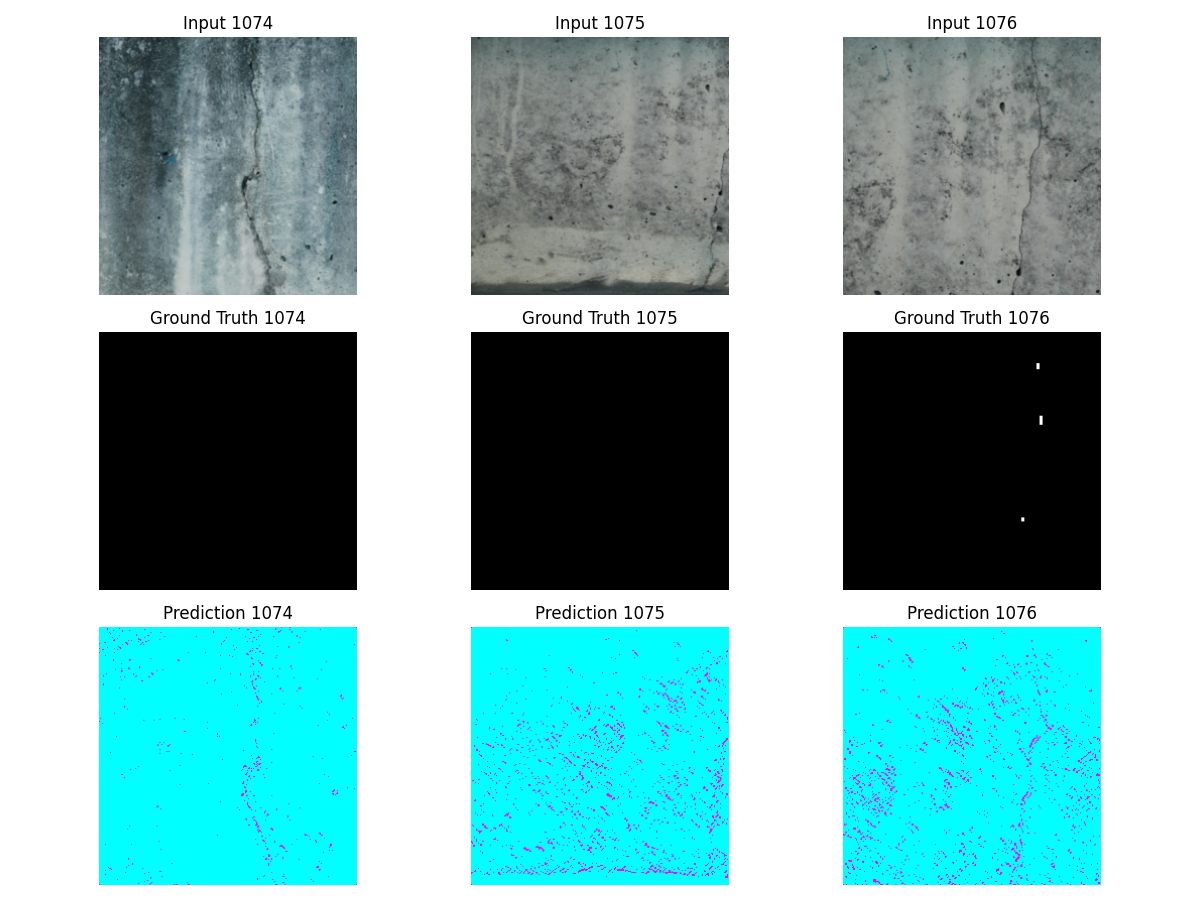 Input 1074
Input 1075
Input 1076
Ground Truth 1074
Ground Truth 1075
Ground Truth 1076
Prediction 1074
Prediction 1075
Prediction 1076